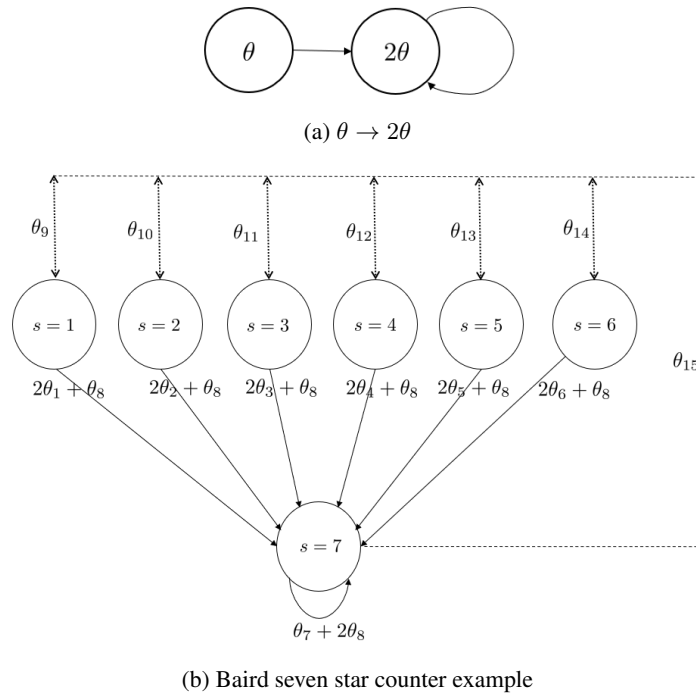 θ 2θ
(a) θ → 2θ
θ₉ θ₁₀ θ₁₁ θ₁₂ θ₁₃ θ₁₄
s = 1 s = 2 s = 3 s = 4 s = 5 s = 6
θ₁₅
2θ₁ + θ₈ 2θ₂ + θ₈ 2θ₃ + θ₈ 2θ₄ + θ₈ 2θ₅ + θ₈ 2θ₆ + θ₈
s = 7
θ₇ + 2θ₈
(b) Baird seven star counter example